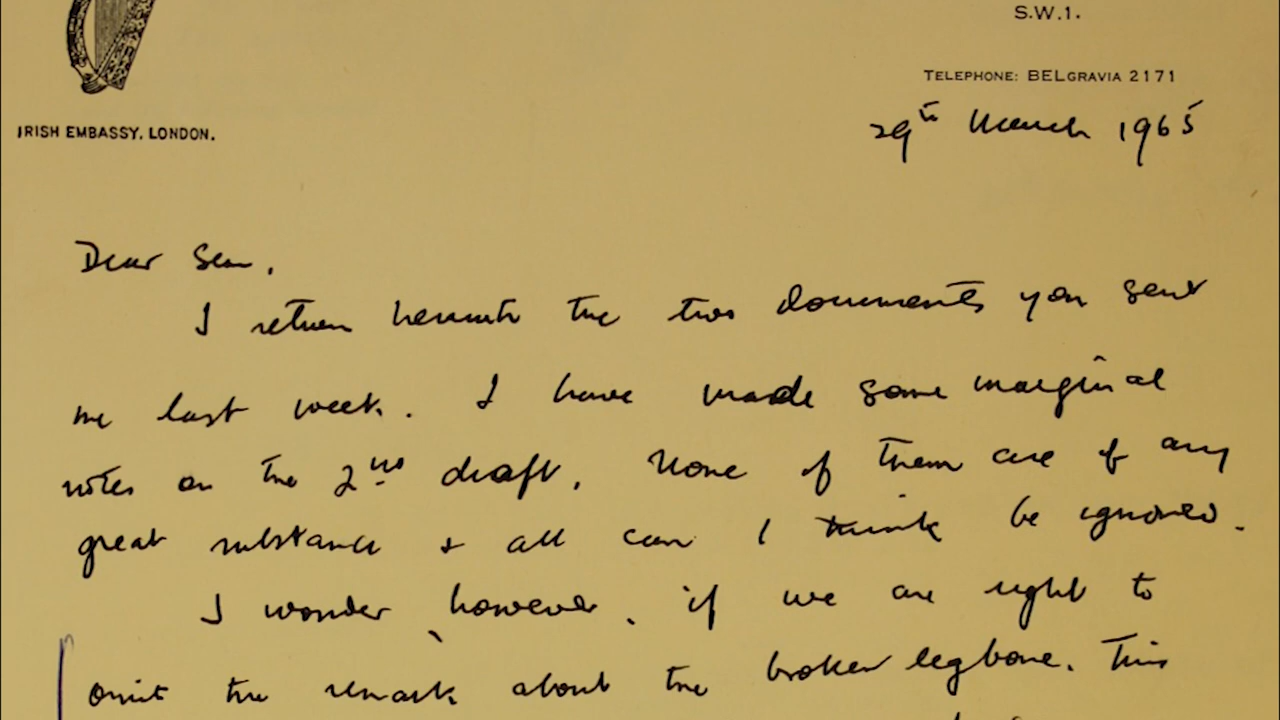 S.W.1.
TELEPHONE: BELGRAVIA 2171
IRISH EMBASSY, LONDON.
29th March 1965
Dear Sean,
I return herewith the two documents you sent
me last week. I have made some marginal
notes on the 2nd draft. None of them are of any
great substance & all can I think be ignored.
I wonder, however, if we are right to
omit the remark about the broken legbone. This